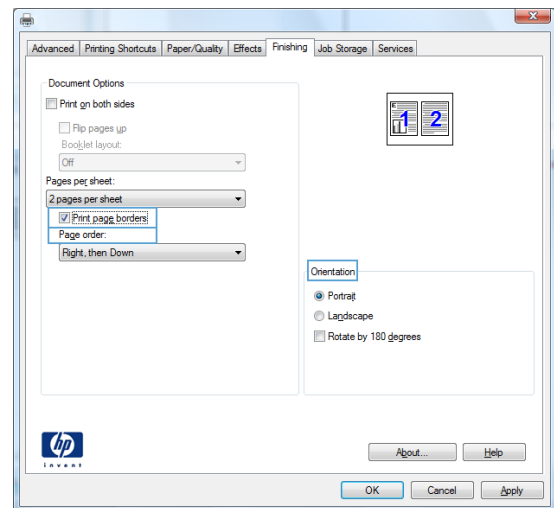 Advanced Printing Shortcuts Paper/Quality Effects Finishing Job Storage Services
Document Options
Print on both sides
Flip pages up
Booklet layout:
Off
Pages per sheet:
2 pages per sheet
Print page borders
Page order:
Right, then Down
1 2
Orientation
Portrait
Landscape
Rotate by 180 degrees
hp
invent
About... Help
OK Cancel Apply